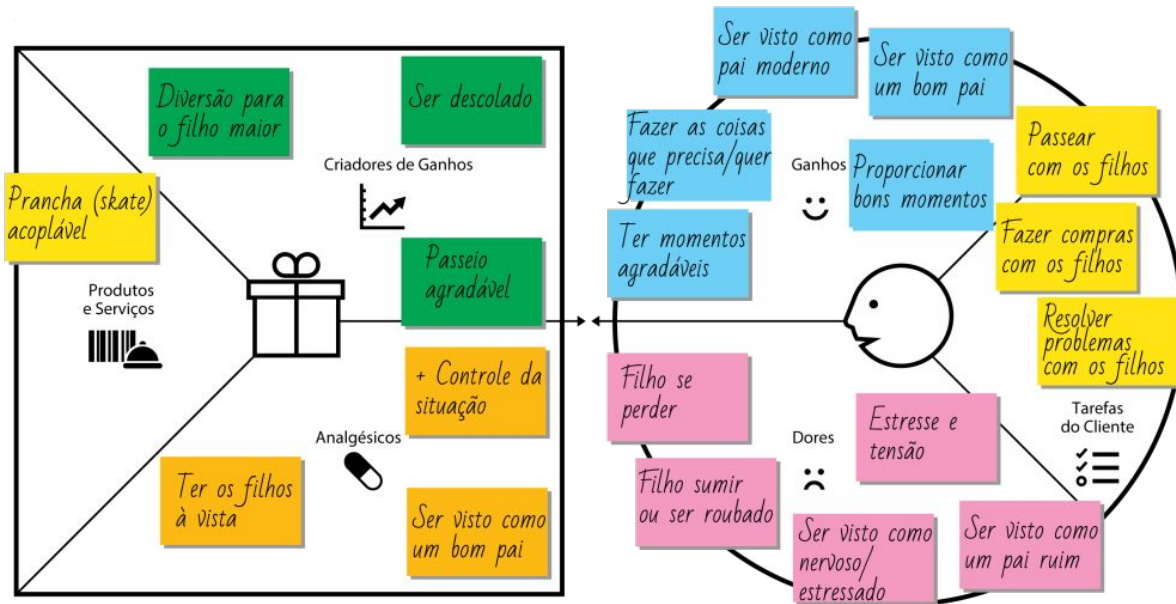 Diversão para
o filho maior
Ser descolado
Criadores de Ganhos
Prancha (skate)
acoplável
Passeio
agradável
Produtos
e Serviços
+ Controle da
situação
Analgésicos
Ter os filhos
à vista
Ser visto como
um bom pai
Ser visto como
pai moderno
Ser visto como
um bom pai
Fazer as coisas
que precisa/quer
fazer
Ganhos
Proporcionar
bons momentos
Ter momentos
agradáveis
Passear
com os filhos
Fazer compras
com os filhos
Resolver
problemas
com os filhos
Filho se
perder
Estresse e
tensão
Tarefas
do Cliente
Dores
Filho sumir
ou ser roubado
Ser visto como
nervoso/
estressado
Ser visto como
um pai ruim